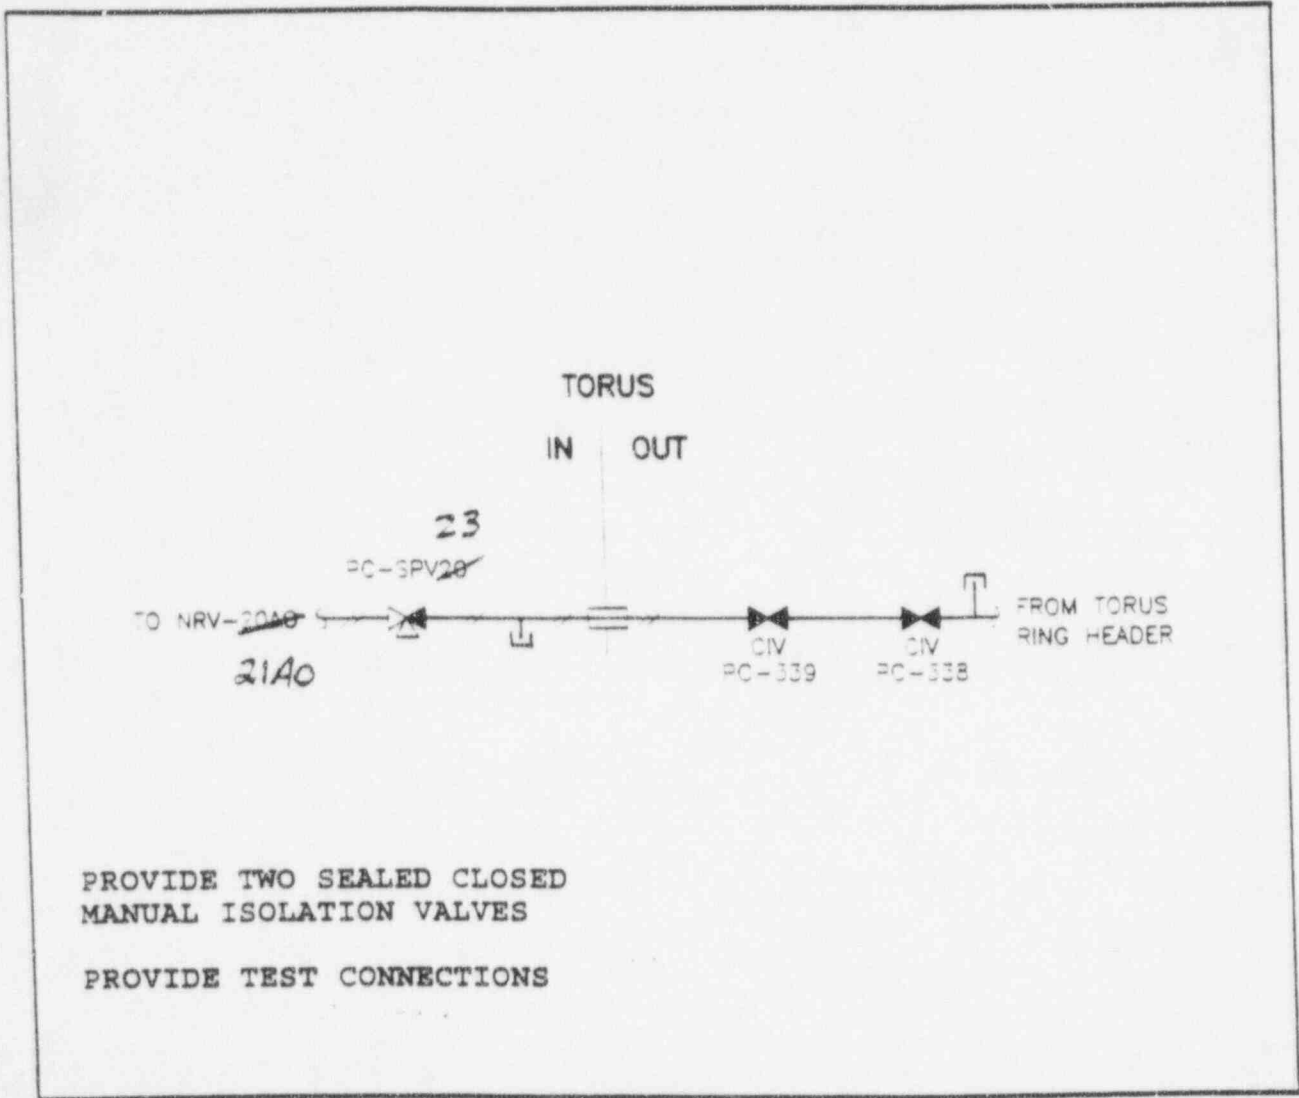 TORUS
IN OUT
23
PC-SPV20
TO NRV-20A0
21A0
FROM TORUS
RING HEADER
CIV
PC-339
CIV
PC-338
PROVIDE TWO SEALED CLOSED
MANUAL ISOLATION VALVES
PROVIDE TEST CONNECTIONS